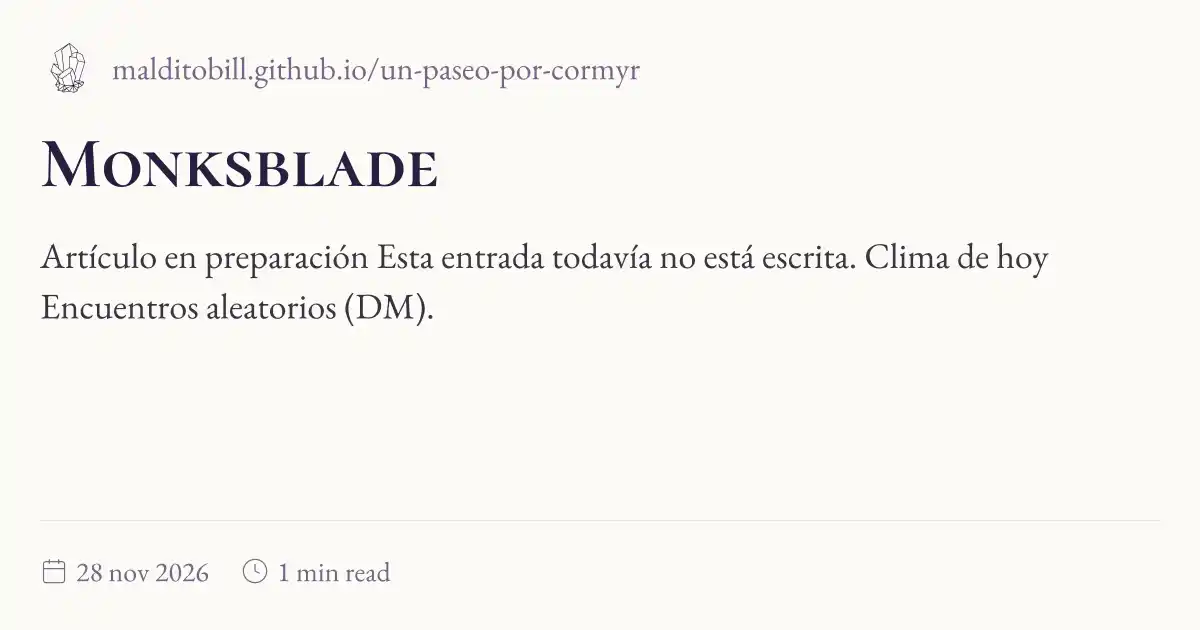 malditobill.github.io/un-paseo-por-cormyr
Monksblade
Artículo en preparación Esta entrada todavía no está escrita. Clima de hoy
Encuentros aleatorios (DM).
28 nov 2026 1 min read